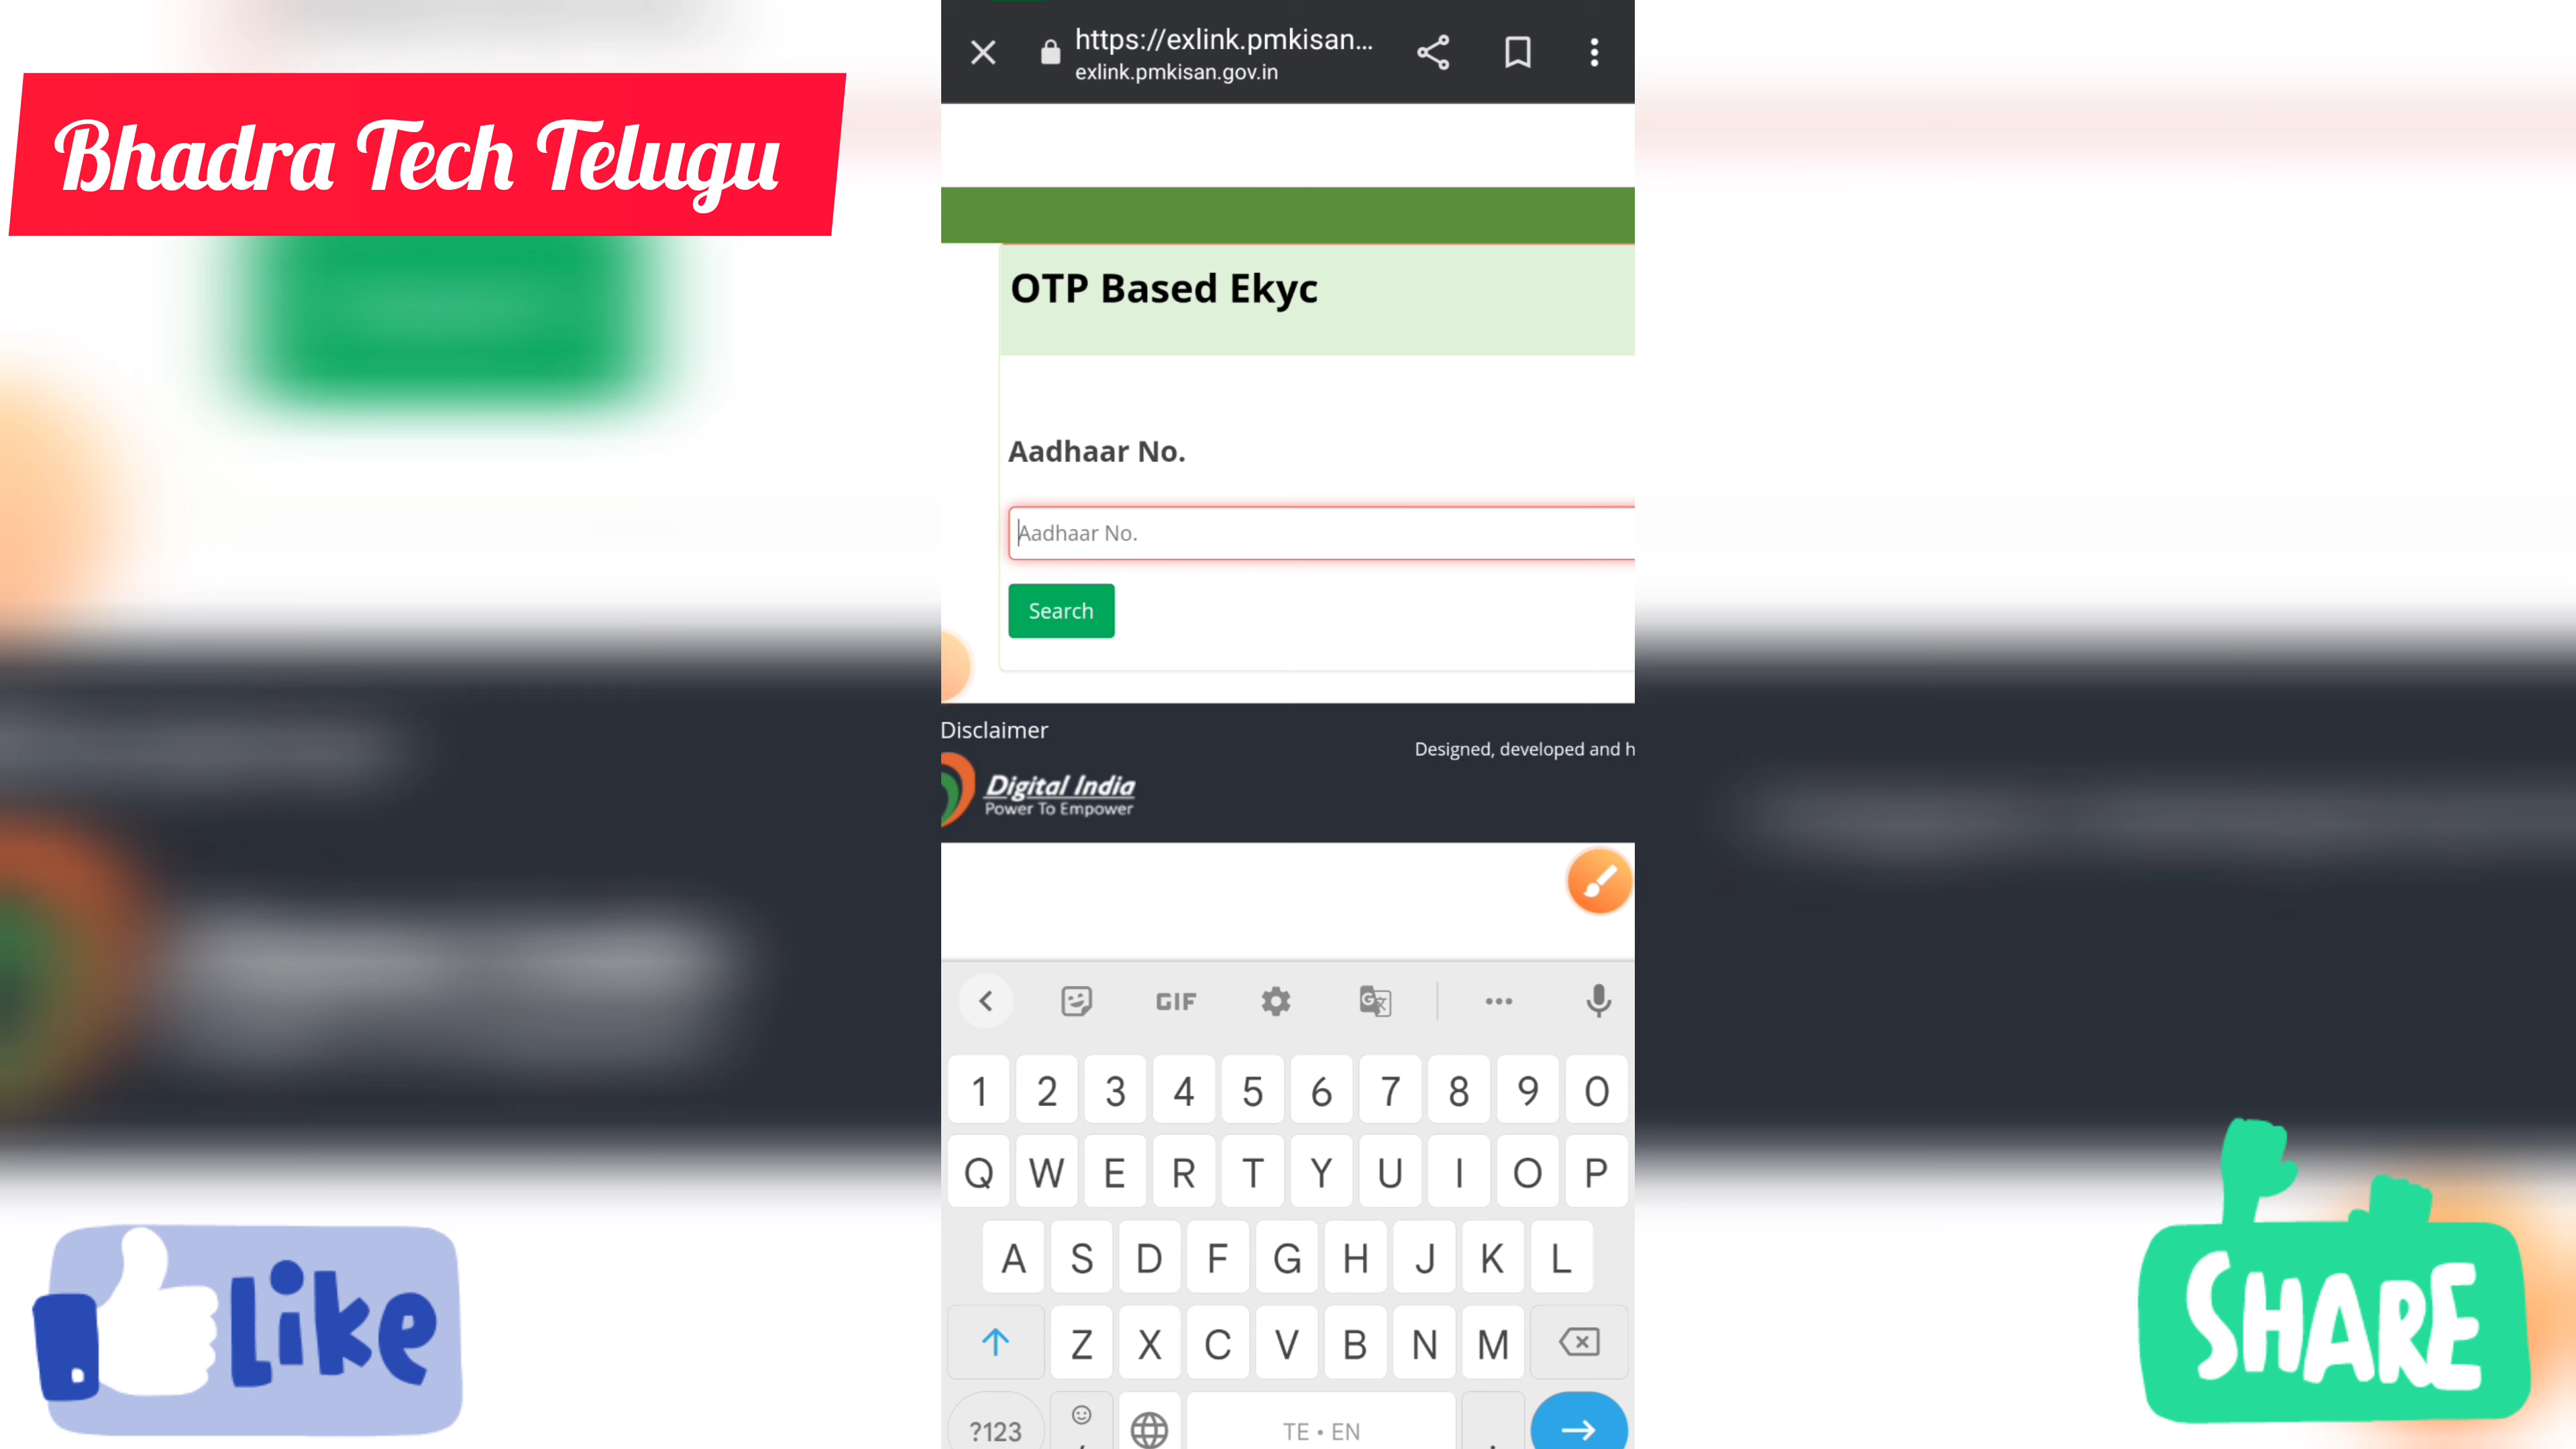 https://exlink.pmkisan...
exlink.pmkisan.gov.in
Bhadra Tech Telugu
OTP Based Ekyc
Aadhaar No.
Aadhaar No.
Search
Disclaimer
Designed, developed and h
Digital India
Power To Empower
GIF
1 2 3 4 5 6 7 8 9 0
Q W E R T Y U I O P
A S D F G H J K L
Z X C V B N M
?123 , TE • EN .
Like
SHARE